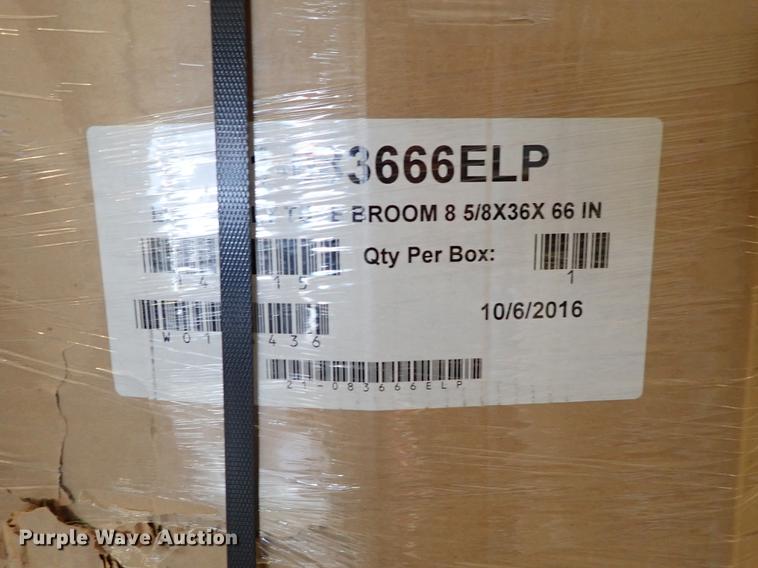 3666ELP
BROOM 8 5/8X36X 66 IN
Qty Per Box:
1
10/6/2016
21-083666ELP
Purple Wave Auction